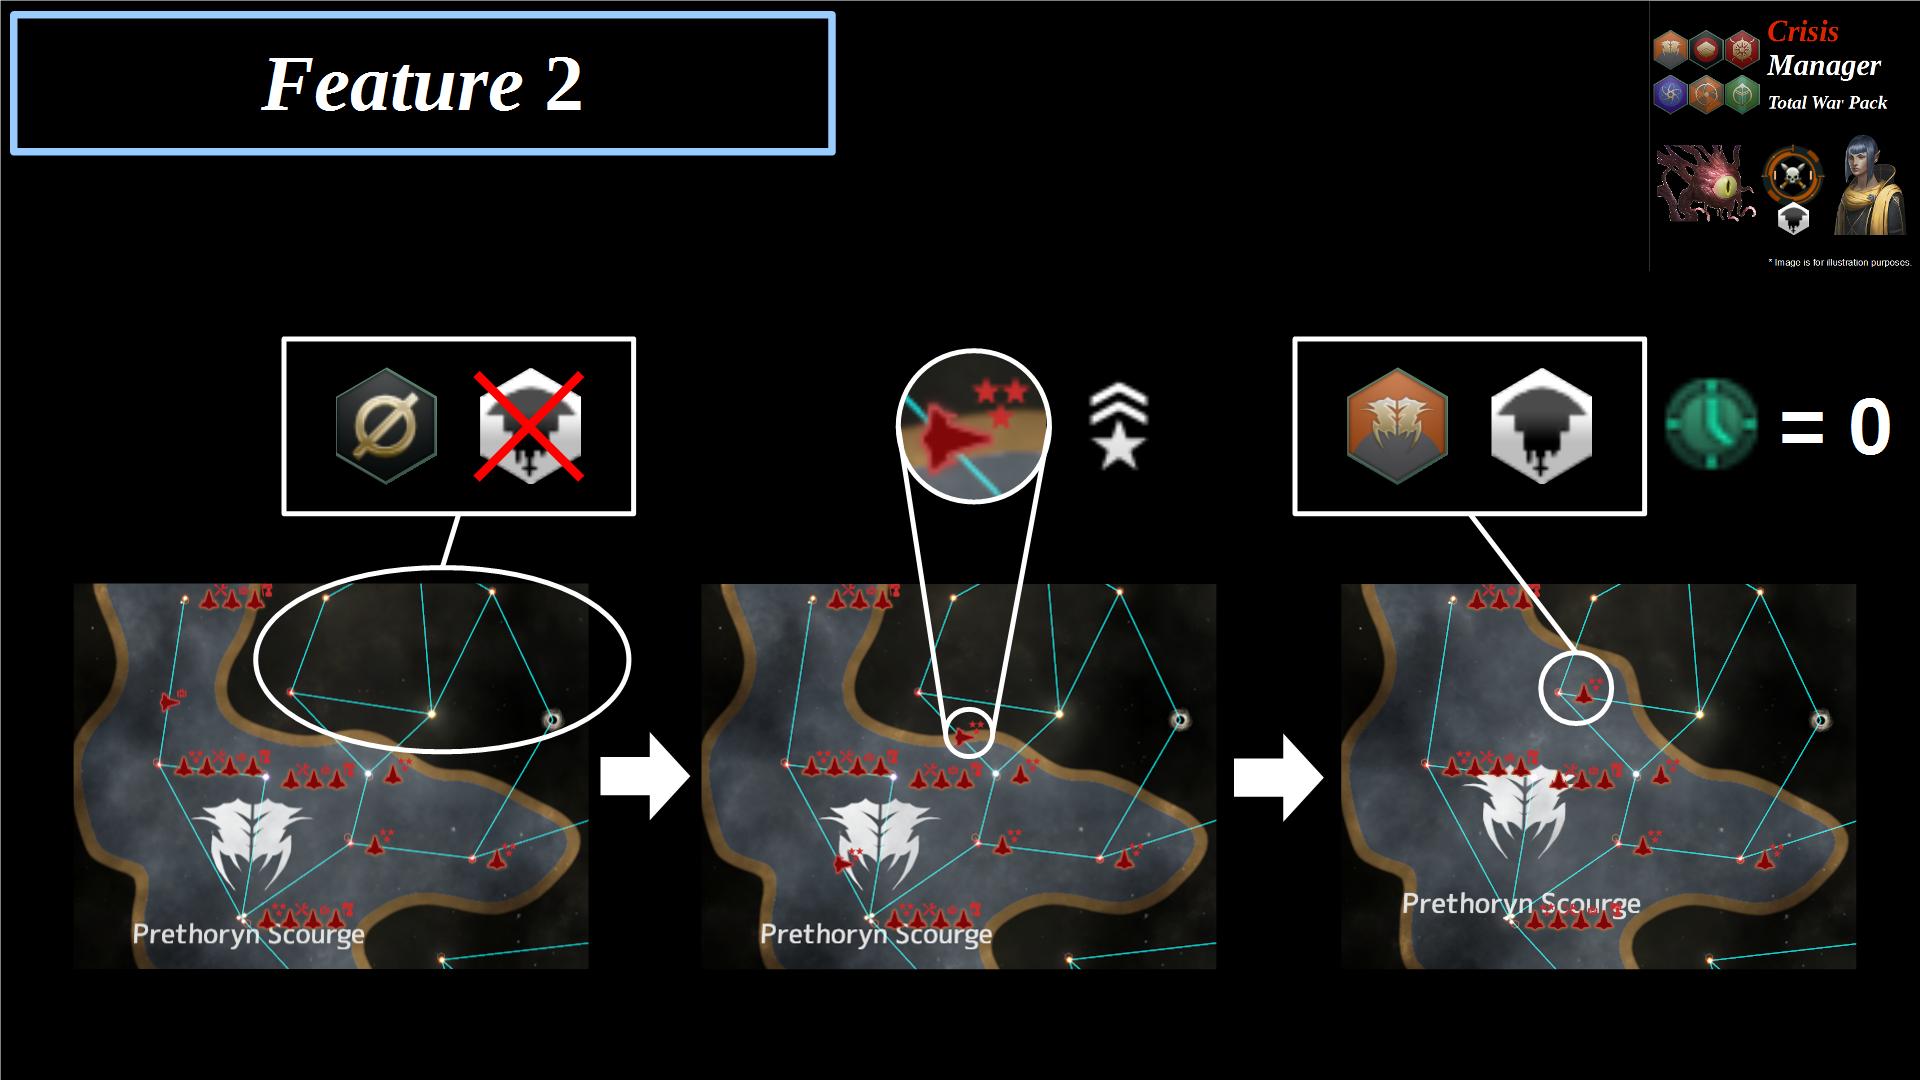 Feature 2
Crisis
Manager
Total War Pack
* Image is for illustration purposes.
= 0
Prethoryn Scourge
Prethoryn Scourge
Prethoryn Scourge